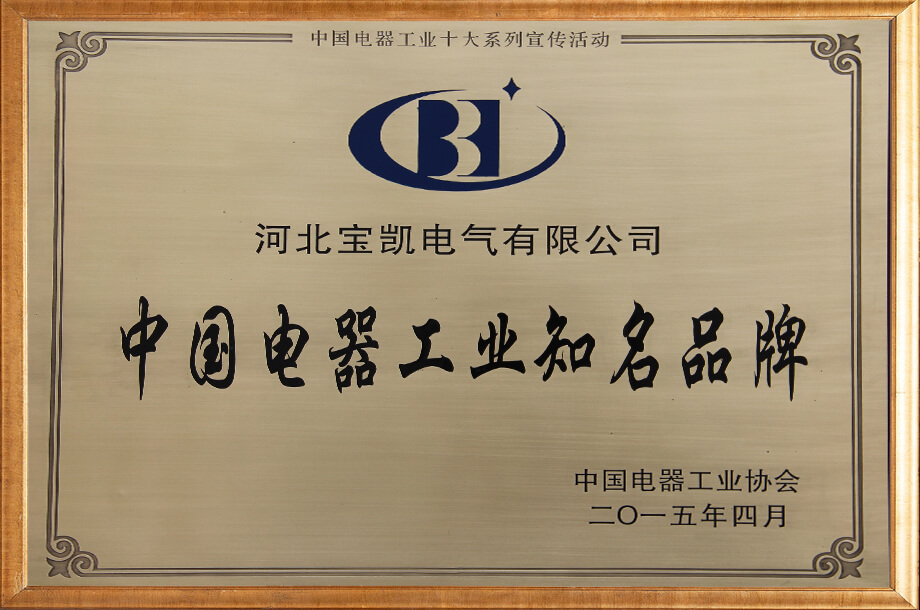 中国电器工业十大系列宣传活动
河北宝凯电气有限公司
中国电器工业知名品牌
中国电器工业协会
二〇一五年四月